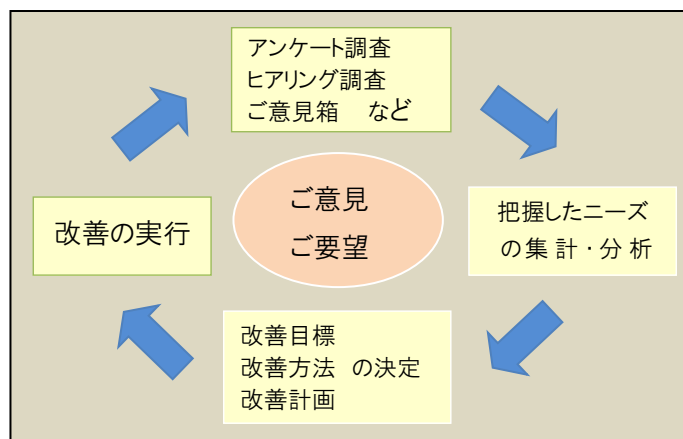 アンケート調査
ヒアリング調査
ご意見箱　など
把握したニーズ
の集計・分析
改善目標
改善方法　の決定
改善計画
改善の実行
ご意見
ご要望